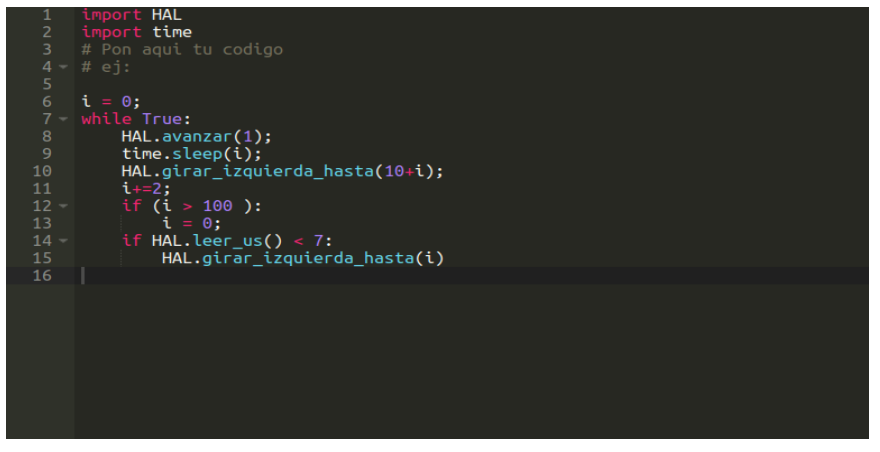 1 import HAL
2 import time
3 # Pon aqui tu codigo
4 # ej:
5
6 i = 0;
7 while True:
8     HAL.avanzar(1);
9     time.sleep(i);
10     HAL.girar_izquierda_hasta(10+i);
11     i+=2;
12     if (i > 100 ):
13         i = 0;
14     if HAL.leer_us() < 7:
15         HAL.girar_izquierda_hasta(i)
16